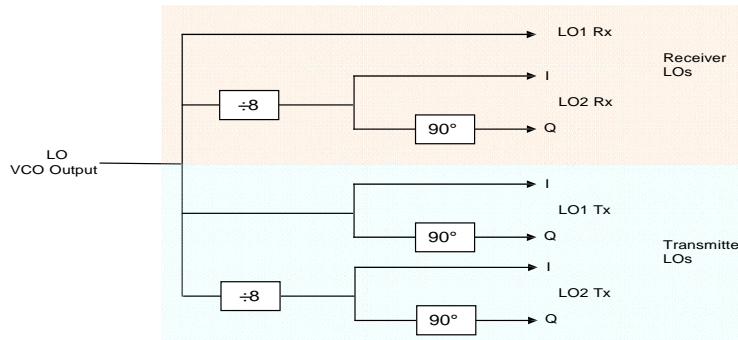 LO1 Rx
Receiver
LOs
I
÷8
LO2 Rx
90°
Q
LO
VCO Output
I
LO1 Tx
90°
Q
Transmitte
LOs
I
÷8
LO2 Tx
90°
Q